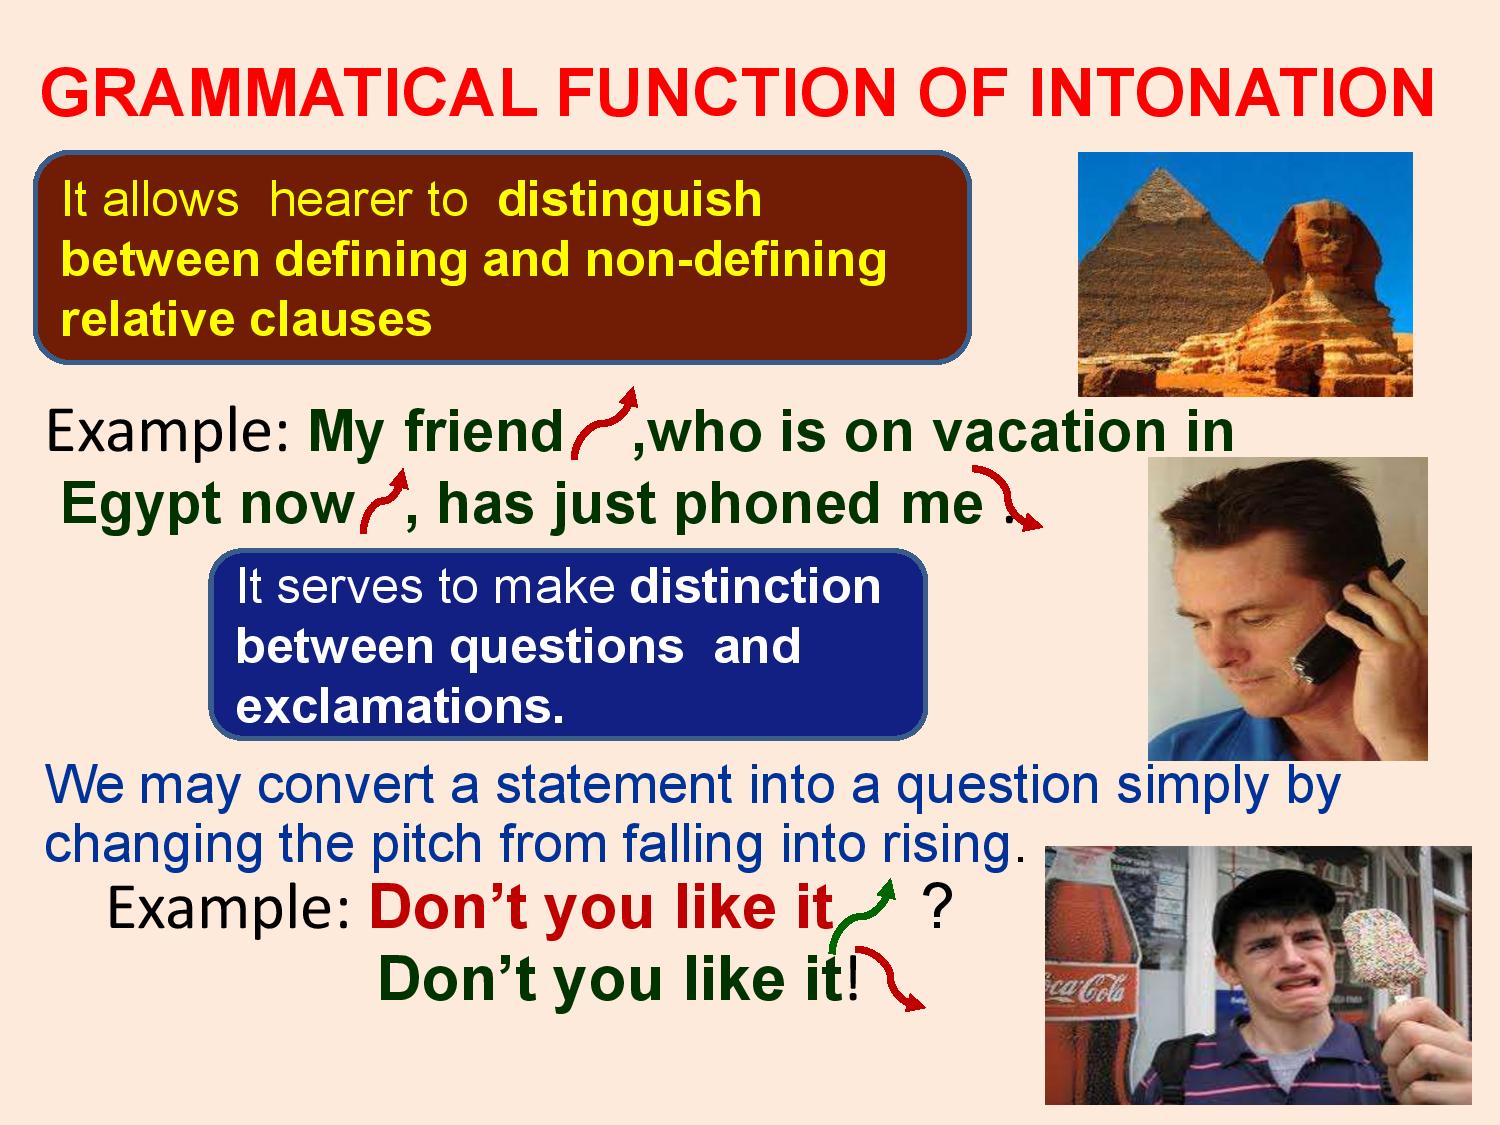 GRAMMATICAL FUNCTION OF INTONATION
It allows hearer to distinguish
between defining and non-defining
relative clauses
Example: My friend ,who is on vacation in
Egypt now , has just phoned me .
It serves to make distinction
between questions and
exclamations.
We may convert a statement into a question simply by
changing the pitch from falling into rising.
Example: Don’t you like it ?
Don’t you like it!
Coca-Cola